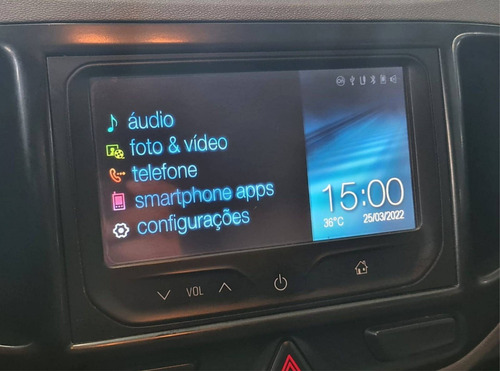 áudio
foto & vídeo
telefone
smartphone apps
configurações
15:00
36°C 25/03/2022
VOL